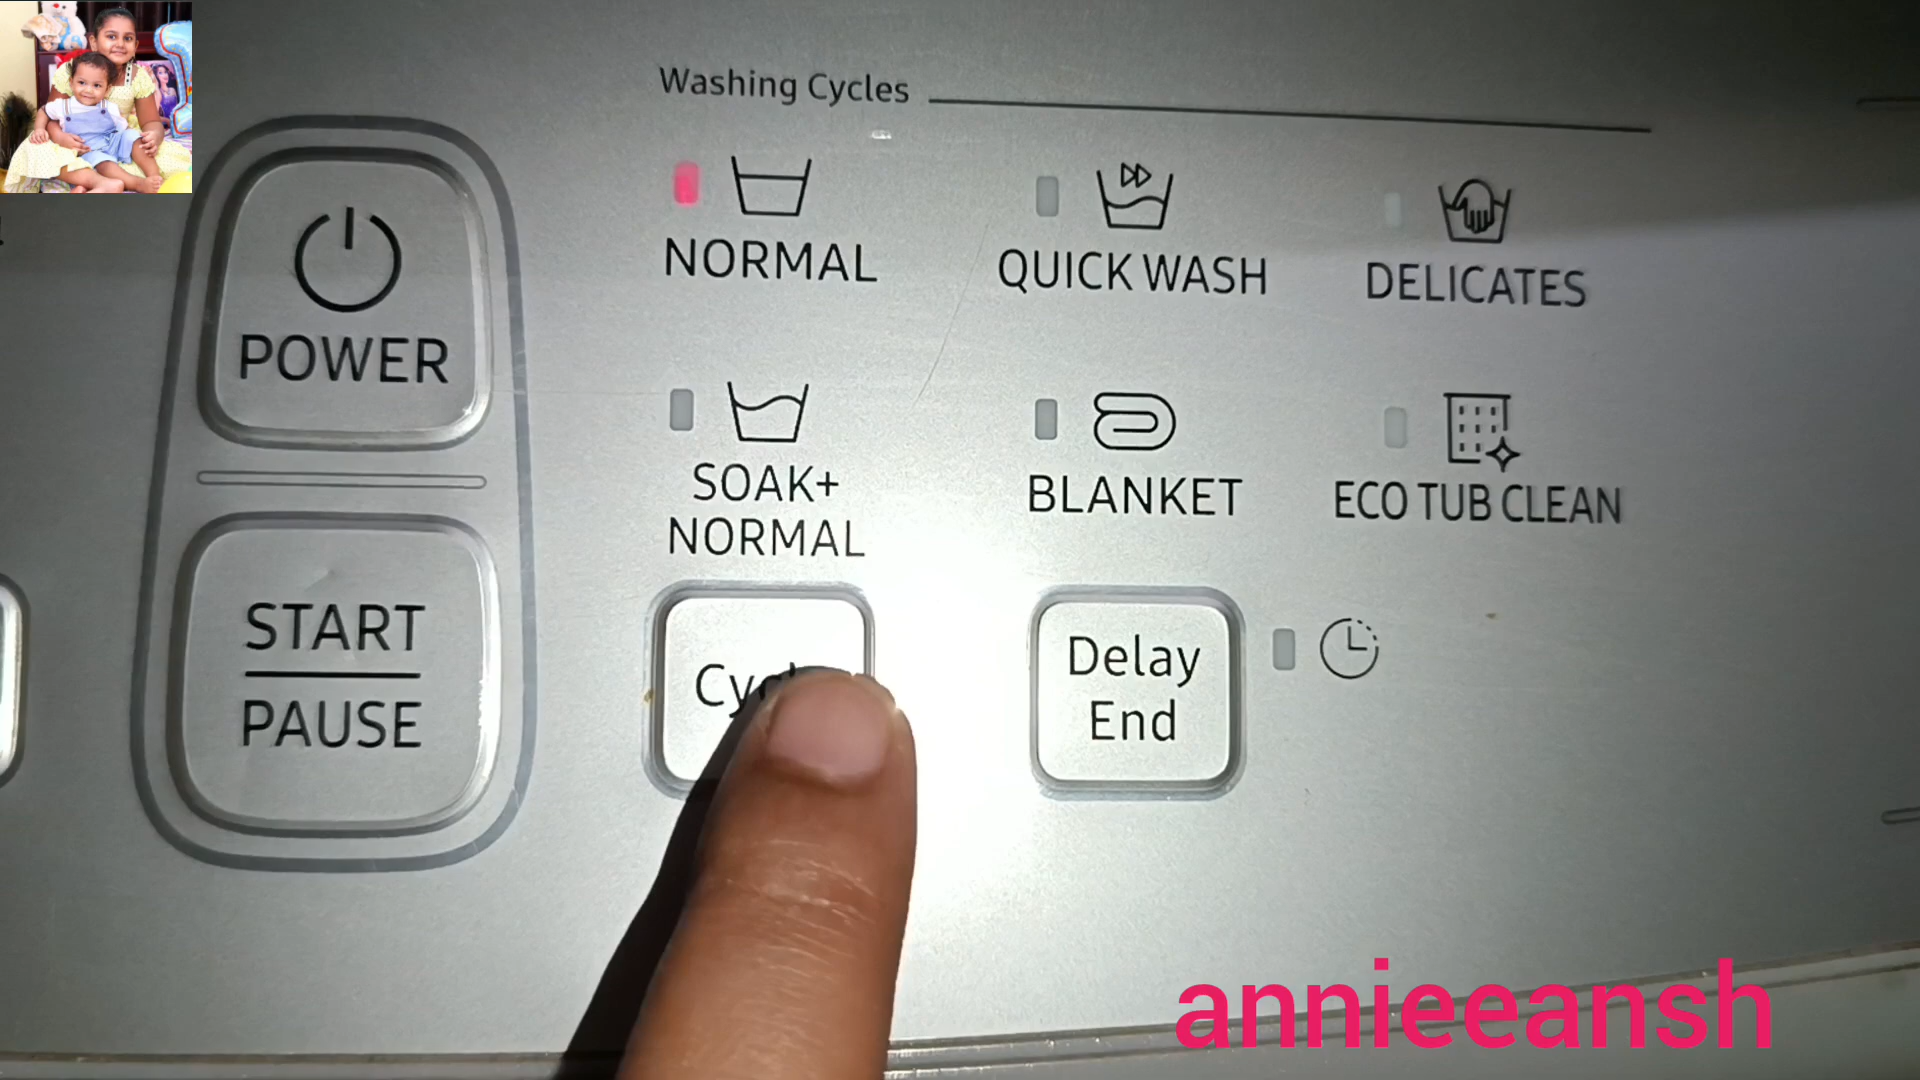 Washing Cycles
NORMAL
QUICK WASH
DELICATES
POWER
SOAK+
NORMAL
BLANKET
ECO TUB CLEAN
START
PAUSE
Delay
End
annieeansh